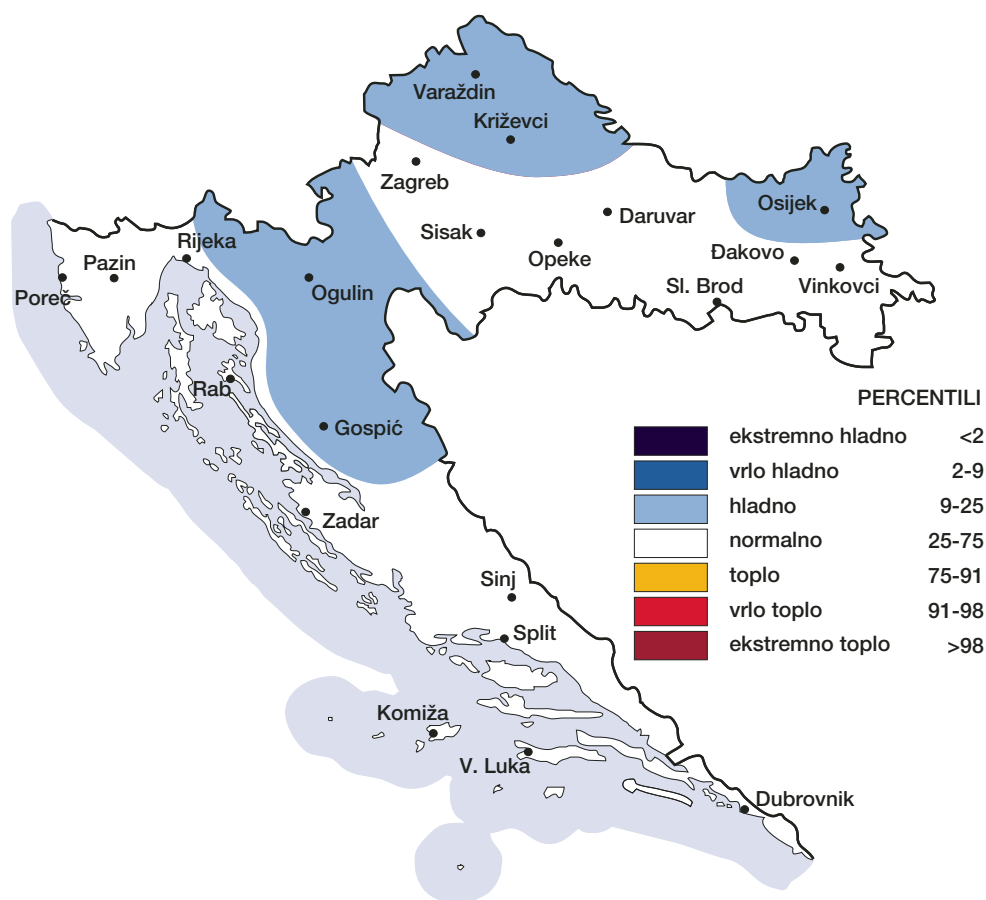 Varaždin
Križevci
Zagreb
Osijek
Daruvar
Sisak
Rijeka
Opeke
Đakovo
Pazin
Sl. Brod
Vinkovci
Poreč
Ogulin
Rab
PERCENTILI
Gospić
ekstremno hladno <2
vrlo hladno 2-9
hladno 9-25
Zadar
normalno 25-75
Sinj
toplo 75-91
vrlo toplo 91-98
Split
ekstremno toplo >98
Komiža
V. Luka
Dubrovnik